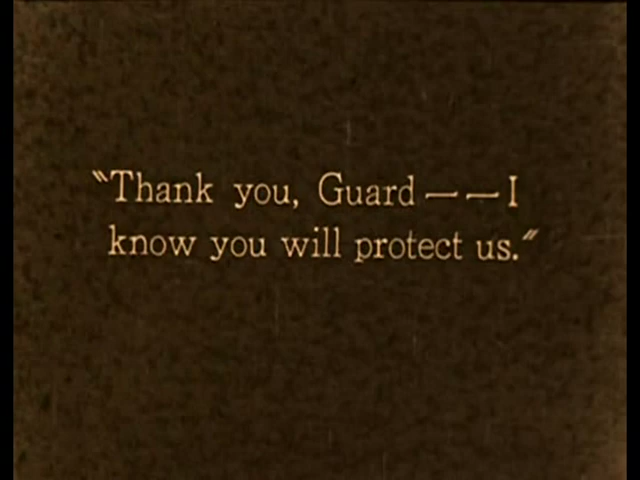 "Thank you, Guard — — I
know you will protect us."